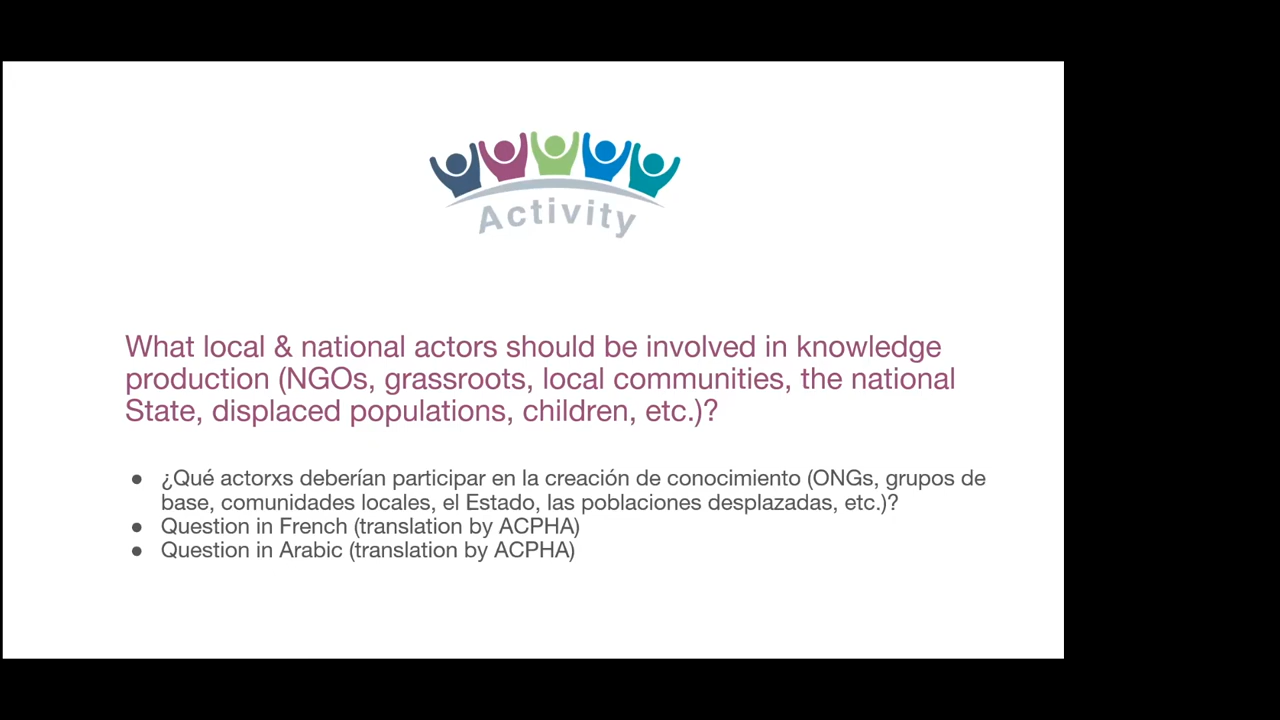 Activity
What local & national actors should be involved in knowledge
production (NGOs, grassroots, local communities, the national
State, displaced populations, children, etc.)?
● ¿Qué actorxs deberían participar en la creación de conocimiento (ONGs, grupos de
base, comunidades locales, el Estado, las poblaciones desplazadas, etc.)?
● Question in French (translation by ACPHA)
● Question in Arabic (translation by ACPHA)